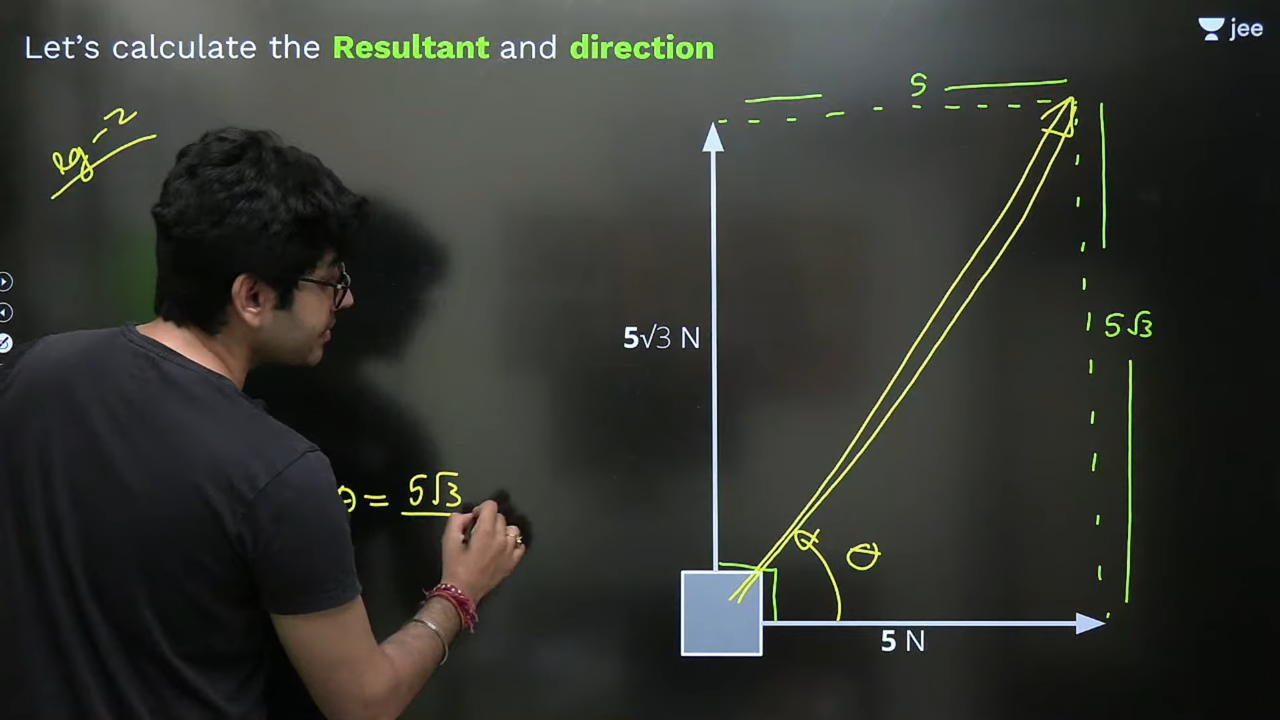 Let's calculate the Resultant and direction
jee
eg-2
5
5√3 N
5√3
θ = 5√3
α
θ
5 N